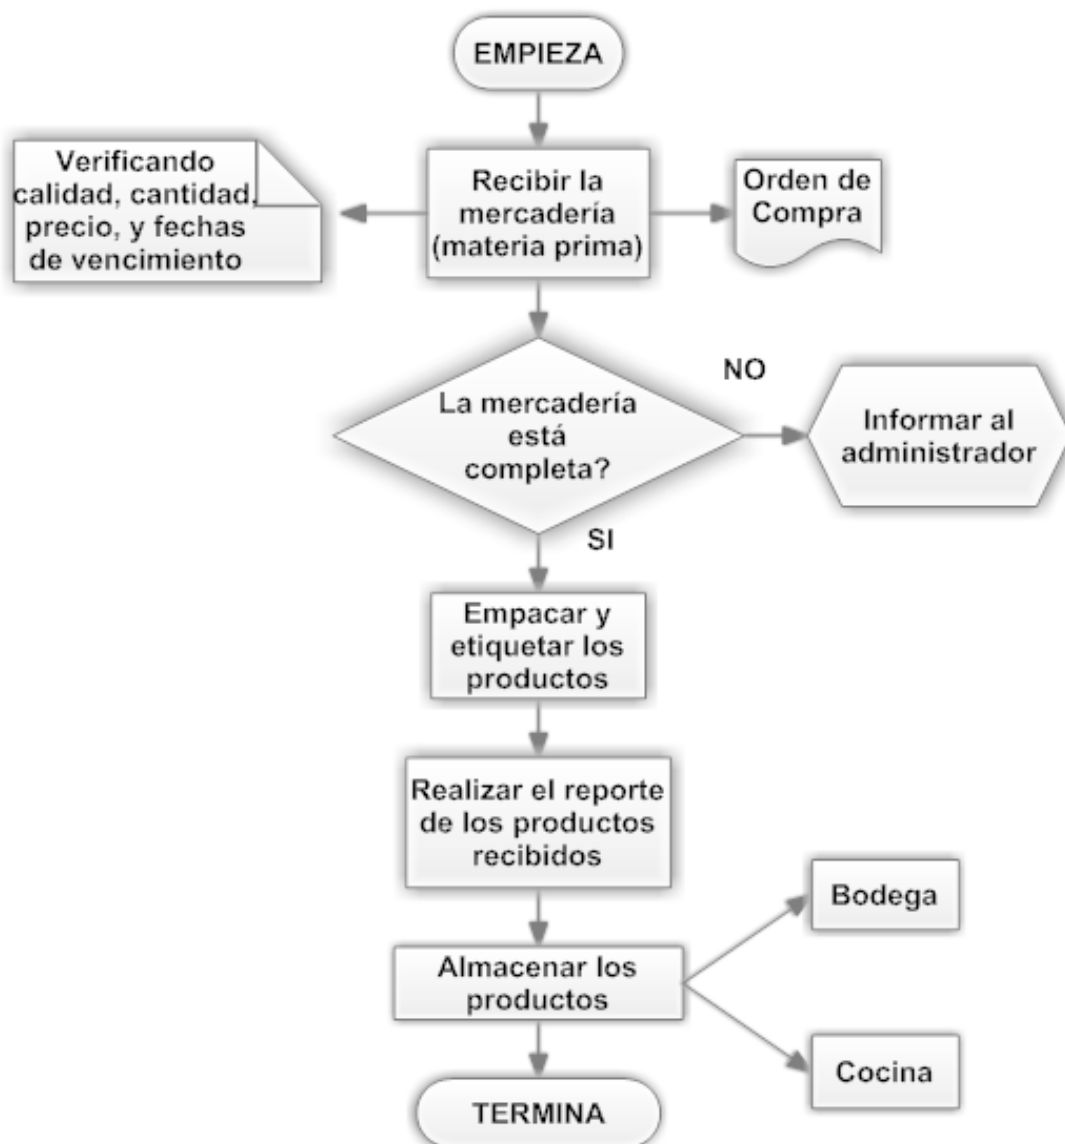 EMPIEZA
Verificando
calidad, cantidad,
precio, y fechas
de vencimiento
Recibir la
mercadería
(materia prima)
Orden de
Compra
La mercadería
está
completa?
NO
Informar al
administrador
SI
Empacar y
etiquetar los
productos
Realizar el reporte
de los productos
recibidos
Almacenar los
productos
Bodega
Cocina
TERMINA